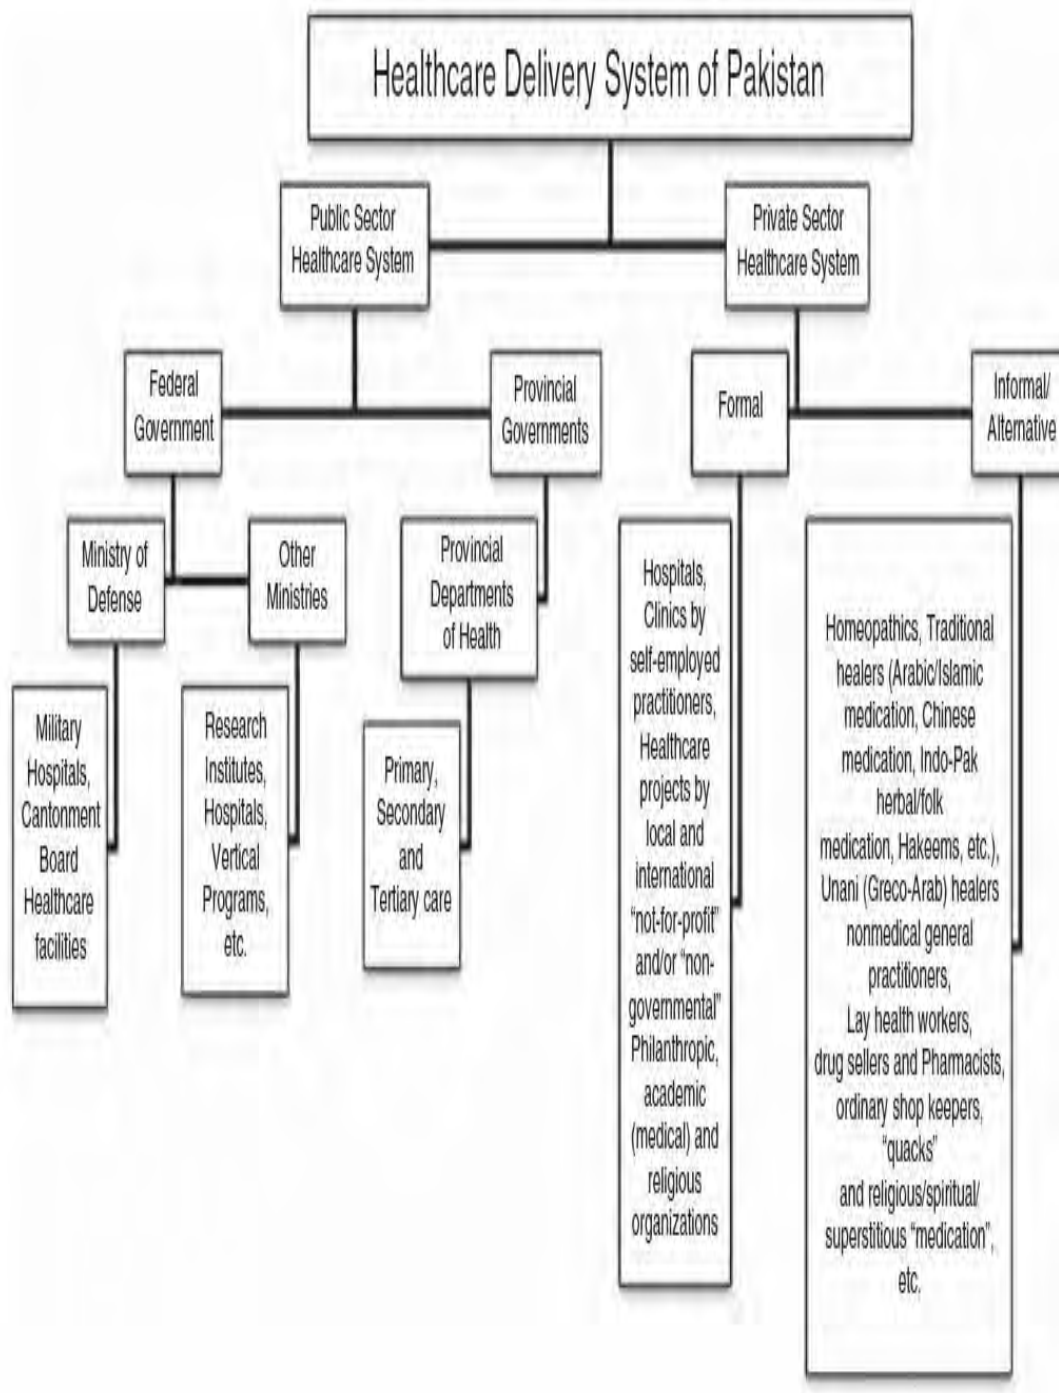 Healthcare Delivery System of Pakistan
Public Sector
Healthcare System
Private Sector
Healthcare System
Federal
Government
Provincial
Governments
Formal
Informal/
Alternative
Ministry of
Defense
Other
Ministries
Provincial
Departments
of Health
Military
Hospitals,
Cantonment
Board
Healthcare
facilities
Research
Institutes,
Hospitals,
Vertical
Programs,
etc.
Primary,
Secondary
and
Tertiary care
Hospitals,
Clinics by
self-employed
practitioners,
Healthcare
projects by
local and
international
“not-for-profit”
and/or “non-
governmental”
Philanthropic,
academic
(medical) and
religious
organizations
Homeopathics, Traditional
healers (Arabic/Islamic
medication, Chinese
medication, Indo-Pak
herbal/folk
medication, Hakeems, etc.),
Unani (Greco-Arab) healers
nonmedical general
practitioners,
Lay health workers,
drug sellers and Pharmacists,
ordinary shop keepers,
“quacks”
and religious/spiritual/
superstitious “medication”,
etc.